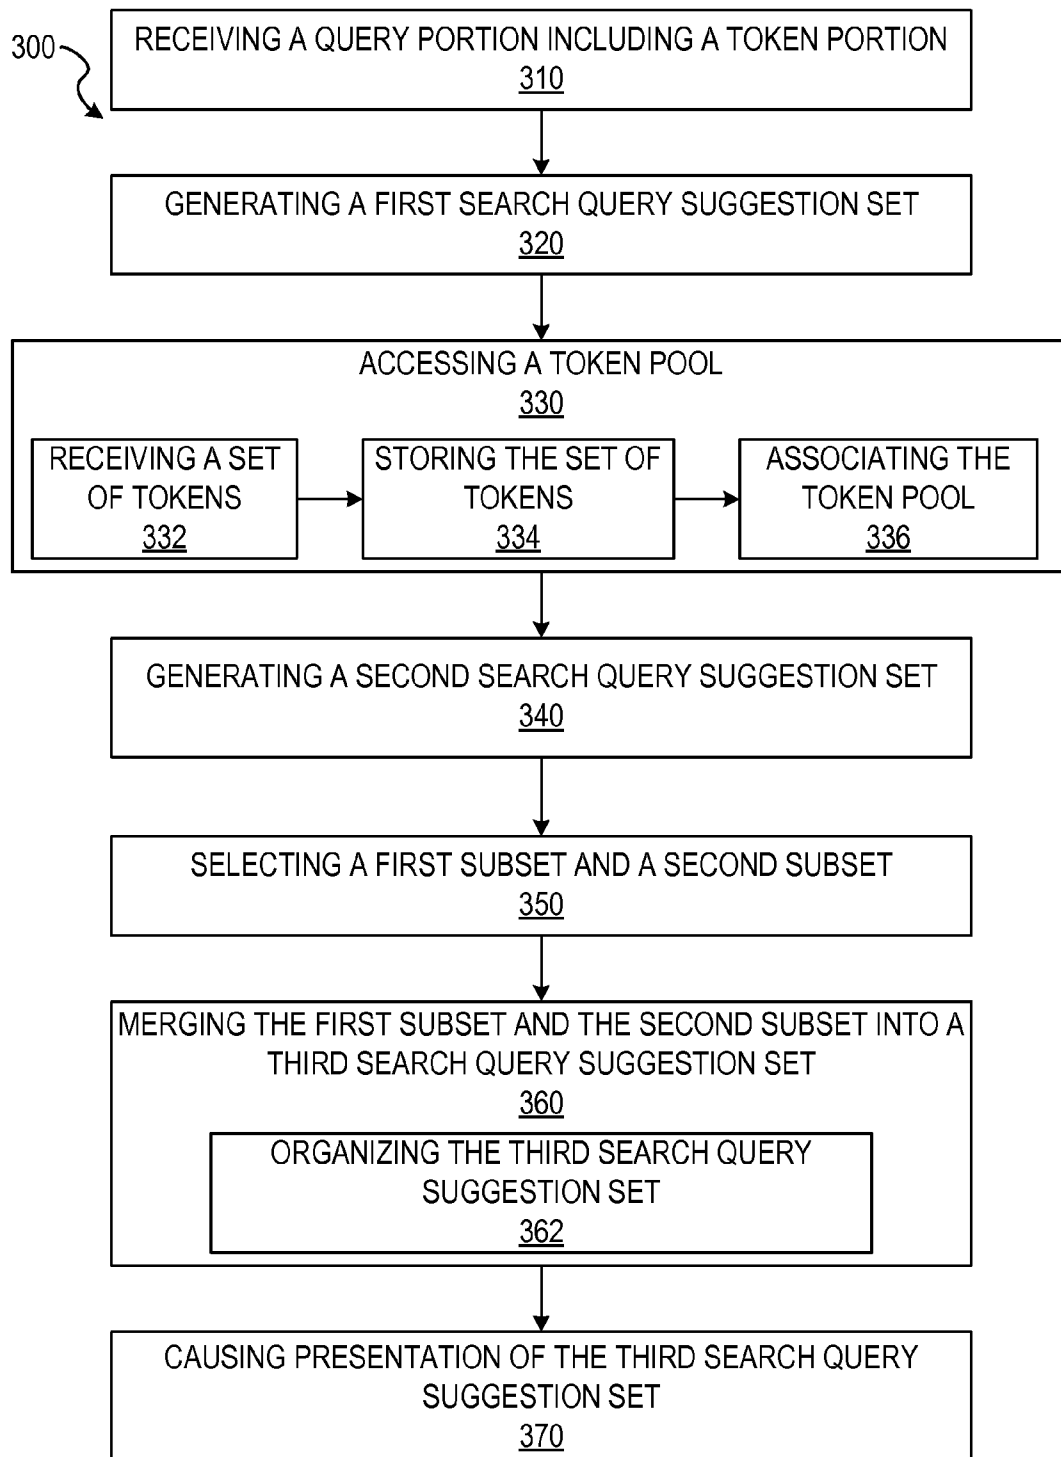 300
RECEIVING A QUERY PORTION INCLUDING A TOKEN PORTION
310
GENERATING A FIRST SEARCH QUERY SUGGESTION SET
320
ACCESSING A TOKEN POOL
330
RECEIVING A SET
OF TOKENS
332
STORING THE SET OF
TOKENS
334
ASSOCIATING THE
TOKEN POOL
336
GENERATING A SECOND SEARCH QUERY SUGGESTION SET
340
SELECTING A FIRST SUBSET AND A SECOND SUBSET
350
MERGING THE FIRST SUBSET AND THE SECOND SUBSET INTO A
THIRD SEARCH QUERY SUGGESTION SET
360
ORGANIZING THE THIRD SEARCH QUERY
SUGGESTION SET
362
CAUSING PRESENTATION OF THE THIRD SEARCH QUERY
SUGGESTION SET
370